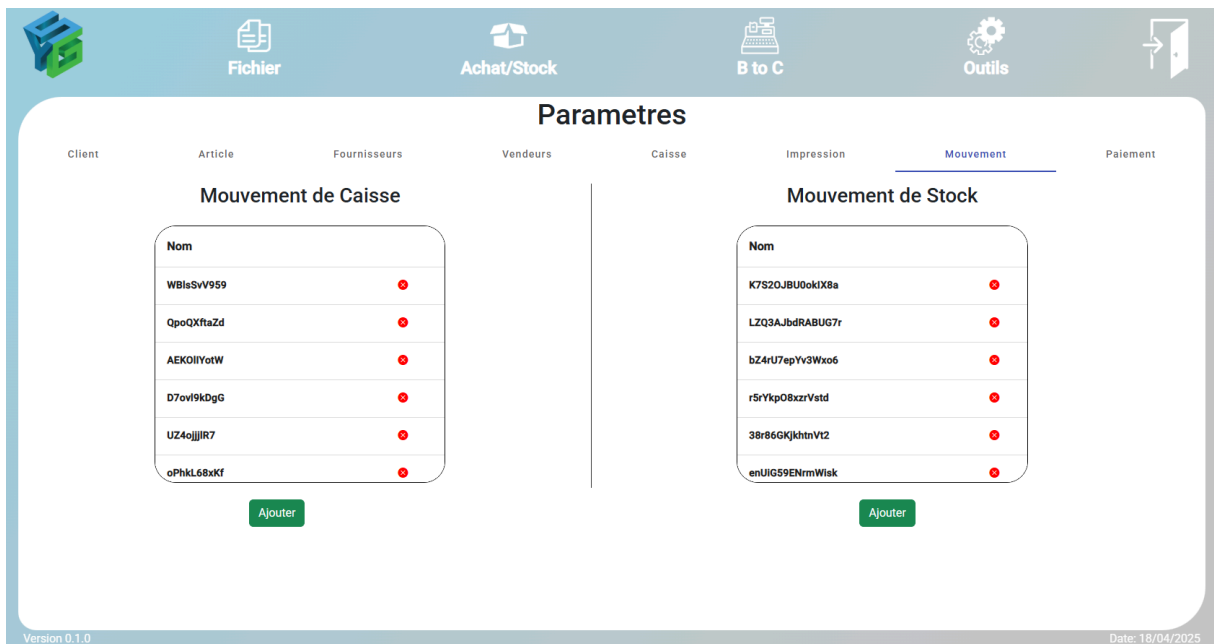 Fichier
Achat/Stock
B to C
Outils
Parametres
Client
Article
Fournisseurs
Vendeurs
Caisse
Impression
Mouvement
Paiement
Mouvement de Caisse
Nom
WBlsSvV959
QpoQXftaZd
AEKOllYotW
D7ovl9kDgG
UZ4ojjjlR7
oPhkL68xKf
Ajouter
Mouvement de Stock
Nom
K7S2OJBU0oklX8a
LZQ3AJbdRABUG7r
bZ4rU7epYv3Wxo6
r5rYkpO8xzrVstd
38r86GKjkhtnVt2
enUiG59ENrmWisk
Ajouter
Version 0.1.0
Date: 18/04/2025